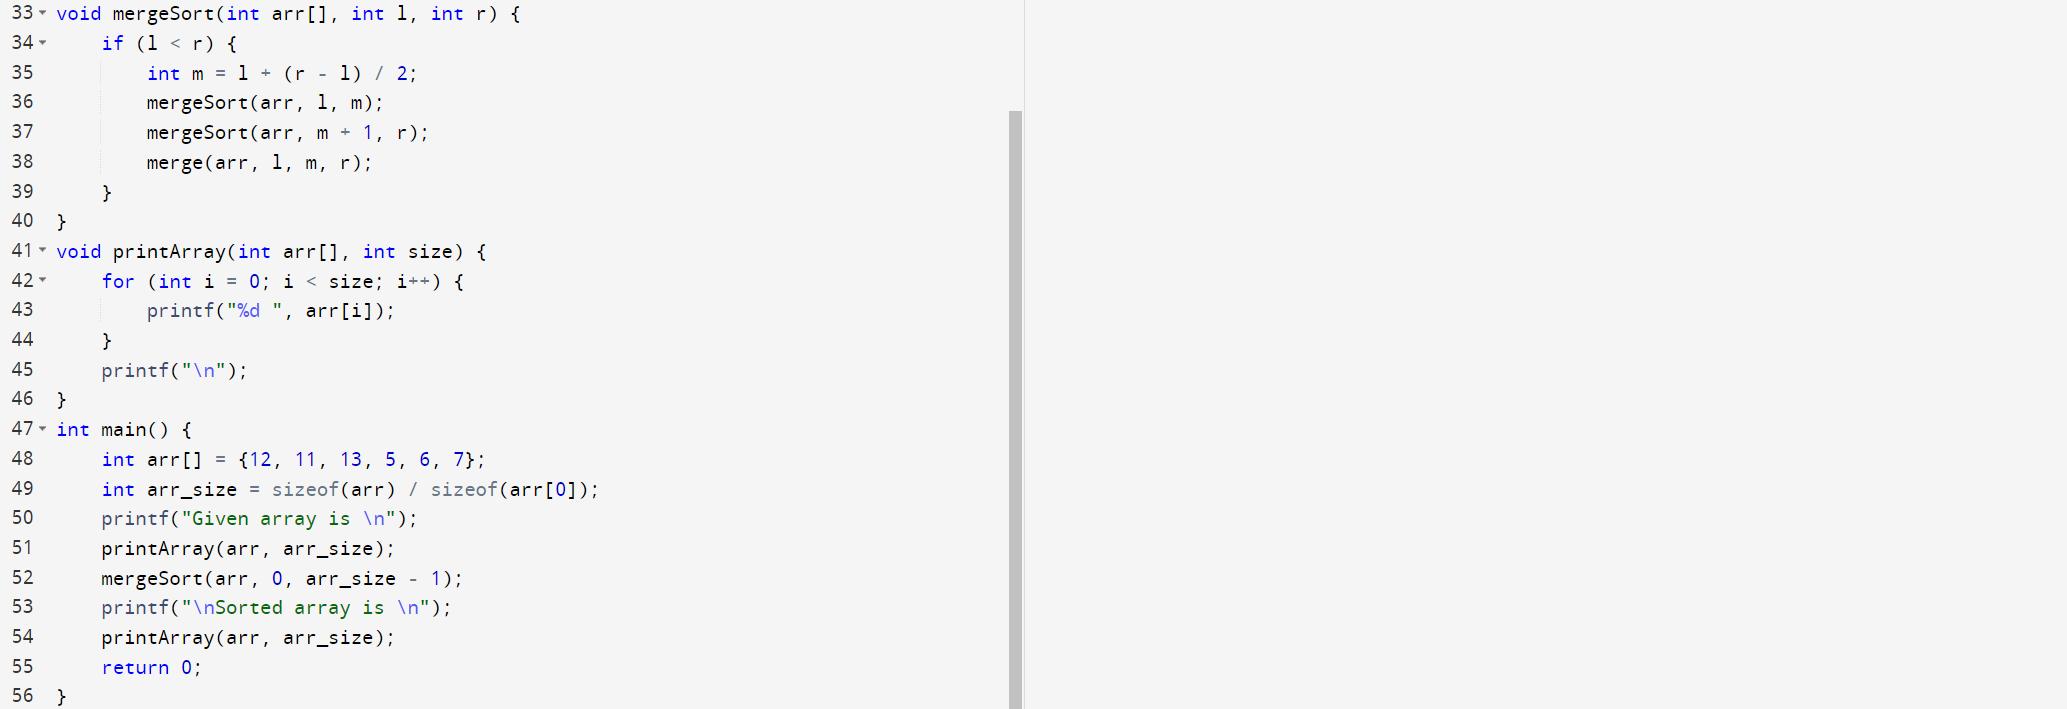 33 void mergeSort(int arr[], int l, int r) {
34     if (l < r) {
35         int m = l + (r - l) / 2;
36         mergeSort(arr, l, m);
37         mergeSort(arr, m + 1, r);
38         merge(arr, l, m, r);
39     }
40 }
41 void printArray(int arr[], int size) {
42     for (int i = 0; i < size; i++) {
43         printf("%d ", arr[i]);
44     }
45     printf("\n");
46 }
47 int main() {
48     int arr[] = {12, 11, 13, 5, 6, 7};
49     int arr_size = sizeof(arr) / sizeof(arr[0]);
50     printf("Given array is \n");
51     printArray(arr, arr_size);
52     mergeSort(arr, 0, arr_size - 1);
53     printf("\nSorted array is \n");
54     printArray(arr, arr_size);
55     return 0;
56 }